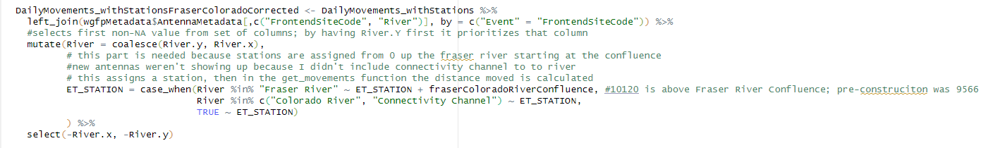 DailyMovements_withStationsFraserColoradoCorrected <- DailyMovements_withStations %>%
left_join(wgfpMetadata$AntennaMetadata[,c("FrontendSiteCode", "River")], by = c("Event" = "FrontendSiteCode")) %>%
#selects first non-NA value from set of columns; by having River.Y first it prioritizes that column
mutate(River = coalesce(River.y, River.x),
# this part is needed because stations are assigned from 0 up the fraser river starting at the confluence
#new antennas weren't showing up because I didn't include connectivity channel to to river
# this assigns a station, then in the get_movements function the distance moved is calculated
ET_STATION = case_when(River %in% "Fraser River" ~ ET_STATION + fraserColoradoRiverConfluence, #10120 is above Fraser River Confluence; pre-construciton was 9566
River %in% c("Colorado River", "Connectivity Channel") ~ ET_STATION,
TRUE ~ ET_STATION)
) %>%
select(-River.x, -River.y)